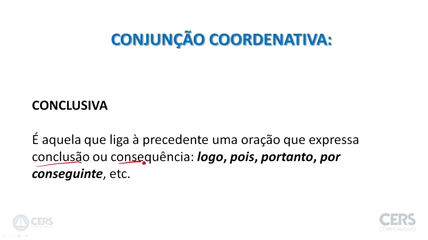 CONJUNÇÃO COORDENATIVA:
CONCLUSIVA
É aquela que liga à precedente uma oração que expressa
conclusão ou consequência: logo, pois, portanto, por
conseguinte, etc.
CERS
CERS
CORPORATIVO